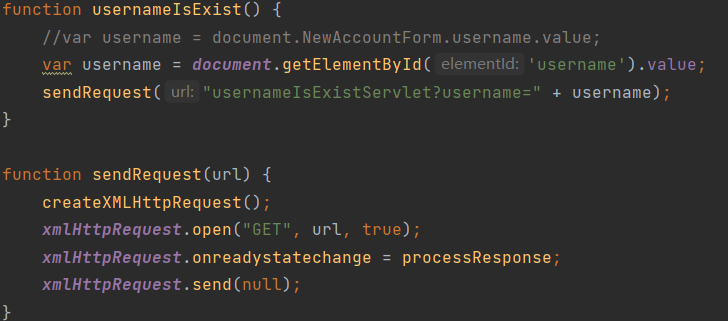 function usernameIsExist() {
    //var username = document.NewAccountForm.username.value;
    var username = document.getElementById( elementId: 'username').value;
    sendRequest( url: "usernameIsExistServlet?username=" + username);
}
function sendRequest(url) {
    createXMLHttpRequest();
    xmlHttpRequest.open("GET", url, true);
    xmlHttpRequest.onreadystatechange = processResponse;
    xmlHttpRequest.send(null);
}